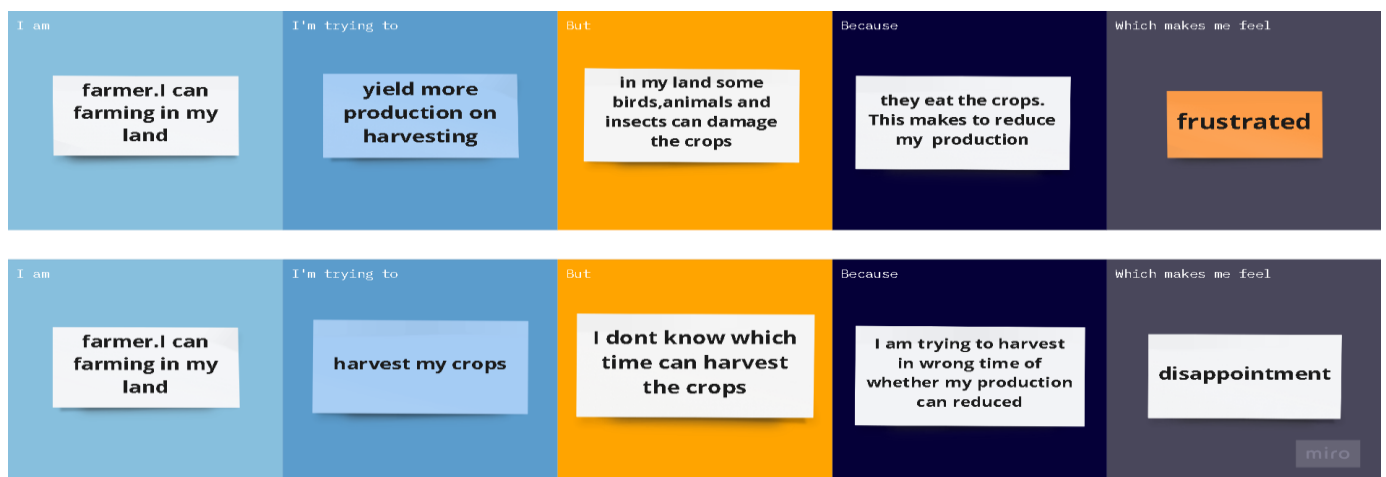 I am
farmer.I can
farming in my
land
I'm trying to
yield more
production on
harvesting
But
in my land some
birds,animals and
insects can damage
the crops
Because
they eat the crops.
This makes to reduce
my production
Which makes me feel
frustrated
I am
farmer.I can
farming in my
land
I'm trying to
harvest my crops
But
I dont know which
time can harvest
the crops
Because
I am trying to harvest
in wrong time of
whether my production
can reduced
Which makes me feel
disappointment
miro